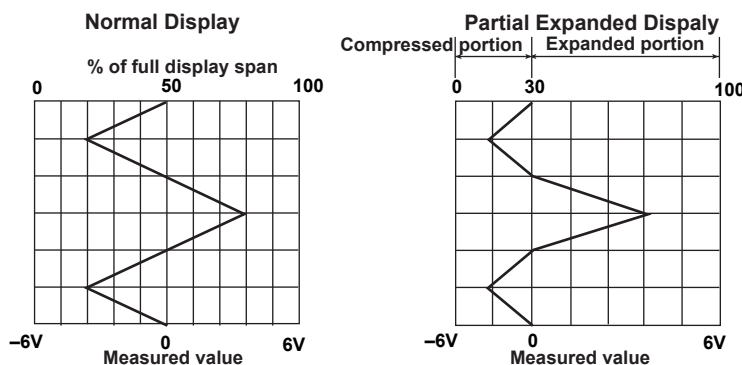 Normal Display
% of full display span
0 50 100
–6V 0 6V
Measured value
Partial Expanded Dispaly
Compressed portion Expanded portion
0 30 100
–6V 0 6V
Measured value